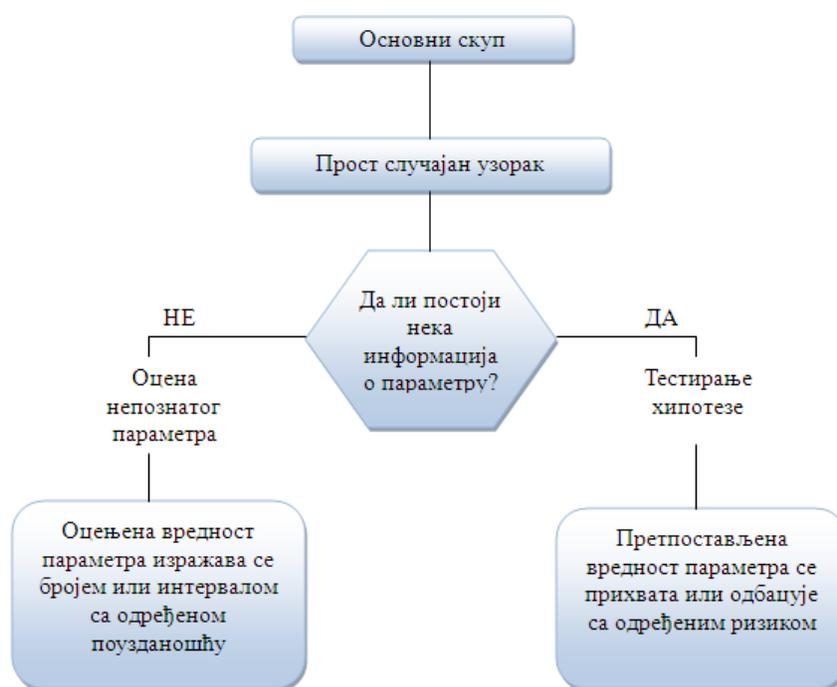 Основни скуп
Прост случајан узорак
Да ли постоји
нека
информација
о параметру?
НЕ
ДА
Оцена
непознатог
параметра
Тестирање
хипотезе
Оцењена вредност
параметра изражава се
бројем или интервалом
са одређеном
поузданошћу
Претпостављена
вредност параметра се
прихвата или одбацује
са одређеним ризиком